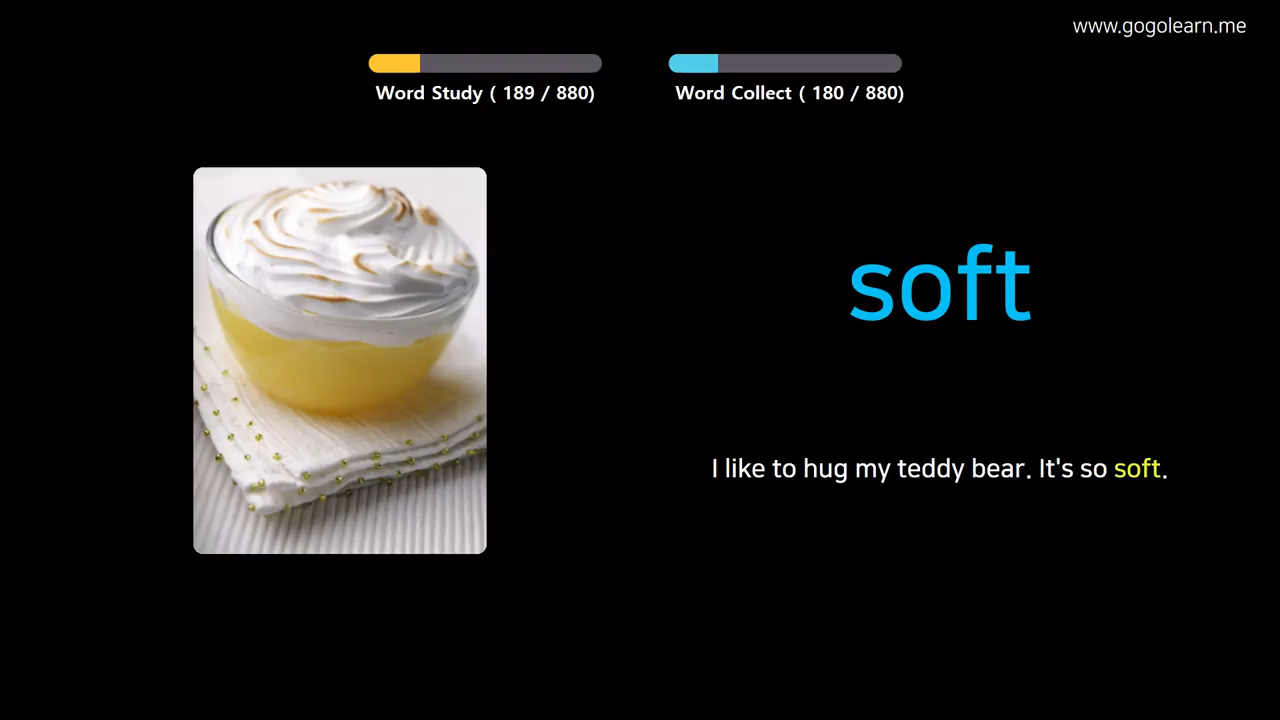 www.gogolearn.me
Word Study ( 189 / 880)
Word Collect ( 180 / 880)
soft
I like to hug my teddy bear. It's so soft.